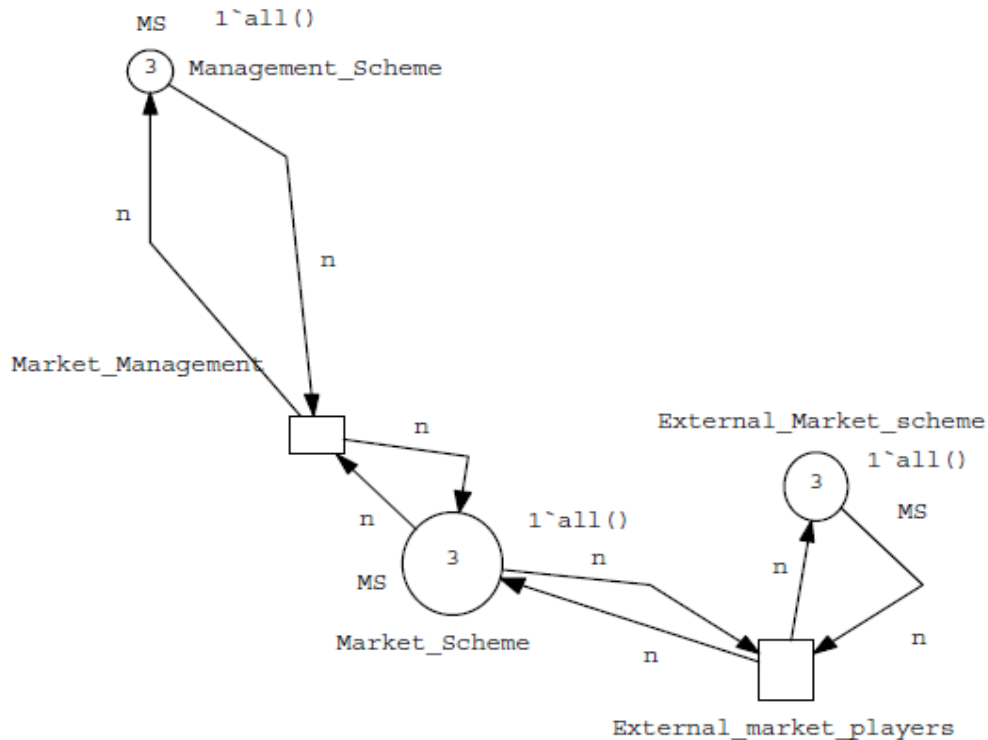 MS 1`all()
3 Management_Scheme
n
n
Market_Management
n
External_Market_scheme
1`all()
3
MS
n
1`all()
n
3
n
MS
Market_Scheme
n
n
External_market_players